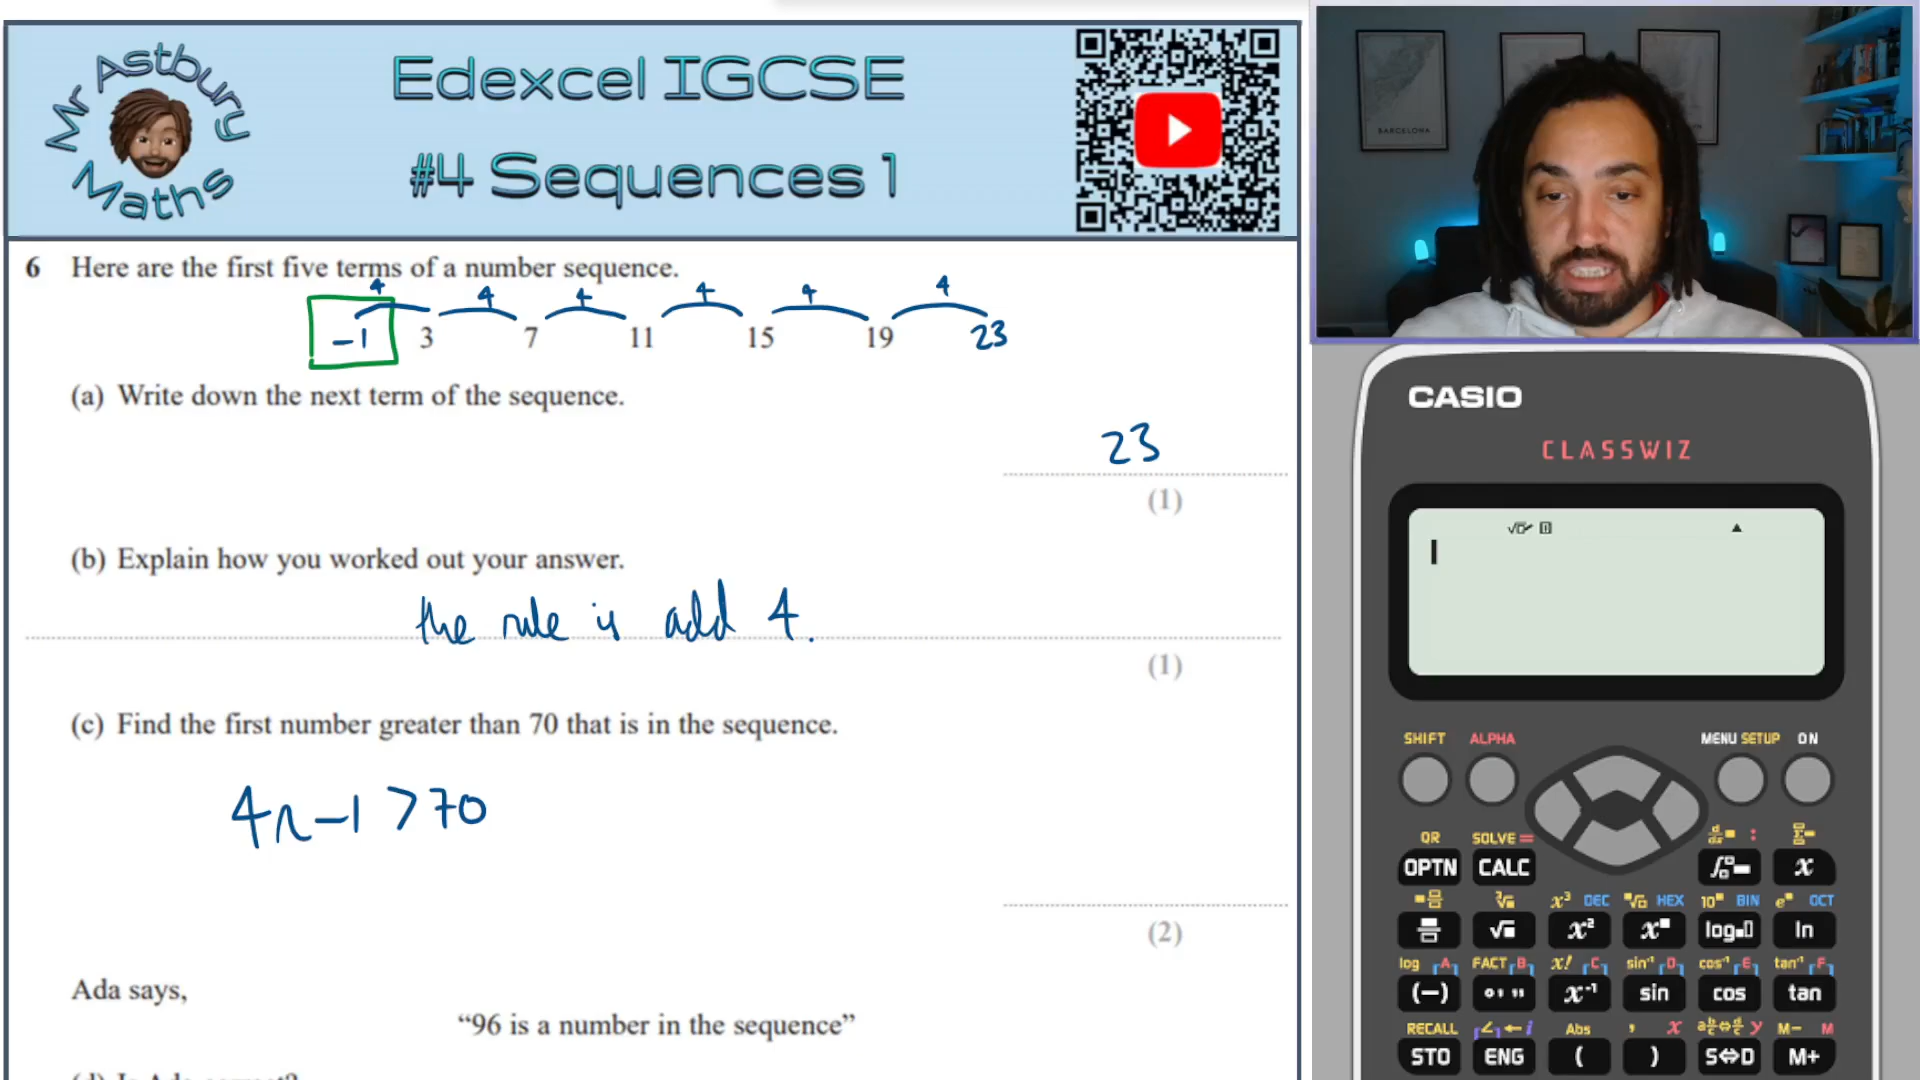 Mr Astbury Maths
Edexcel IGCSE
#4 Sequences 1
BARCELONA
6 Here are the first five terms of a number sequence.
4 4 4 4 4 4
-1 3 7 11 15 19 23
(a) Write down the next term of the sequence.
23
(1)
(b) Explain how you worked out your answer.
the rule is add 4.
(1)
(c) Find the first number greater than 70 that is in the sequence.
4n-1 > 70
(2)
Ada says,
“96 is a number in the sequence”
CASIO
CLASSWIZ
SHIFT ALPHA MENU SETUP ON
QR SOLVE = :
OPTN CALC x
x³ DEC HEX 10■ BIN e■ OCT
√■ x² x■ log■□ ln
log A FACT B x! C sin⁻¹ D cos⁻¹ E tan⁻¹ F
(−) °’” x⁻¹ sin cos tan
RECALL ∠ ← i Abs , x a b/c⇔d/c y M− M
STO ENG ( ) S⇔D M+